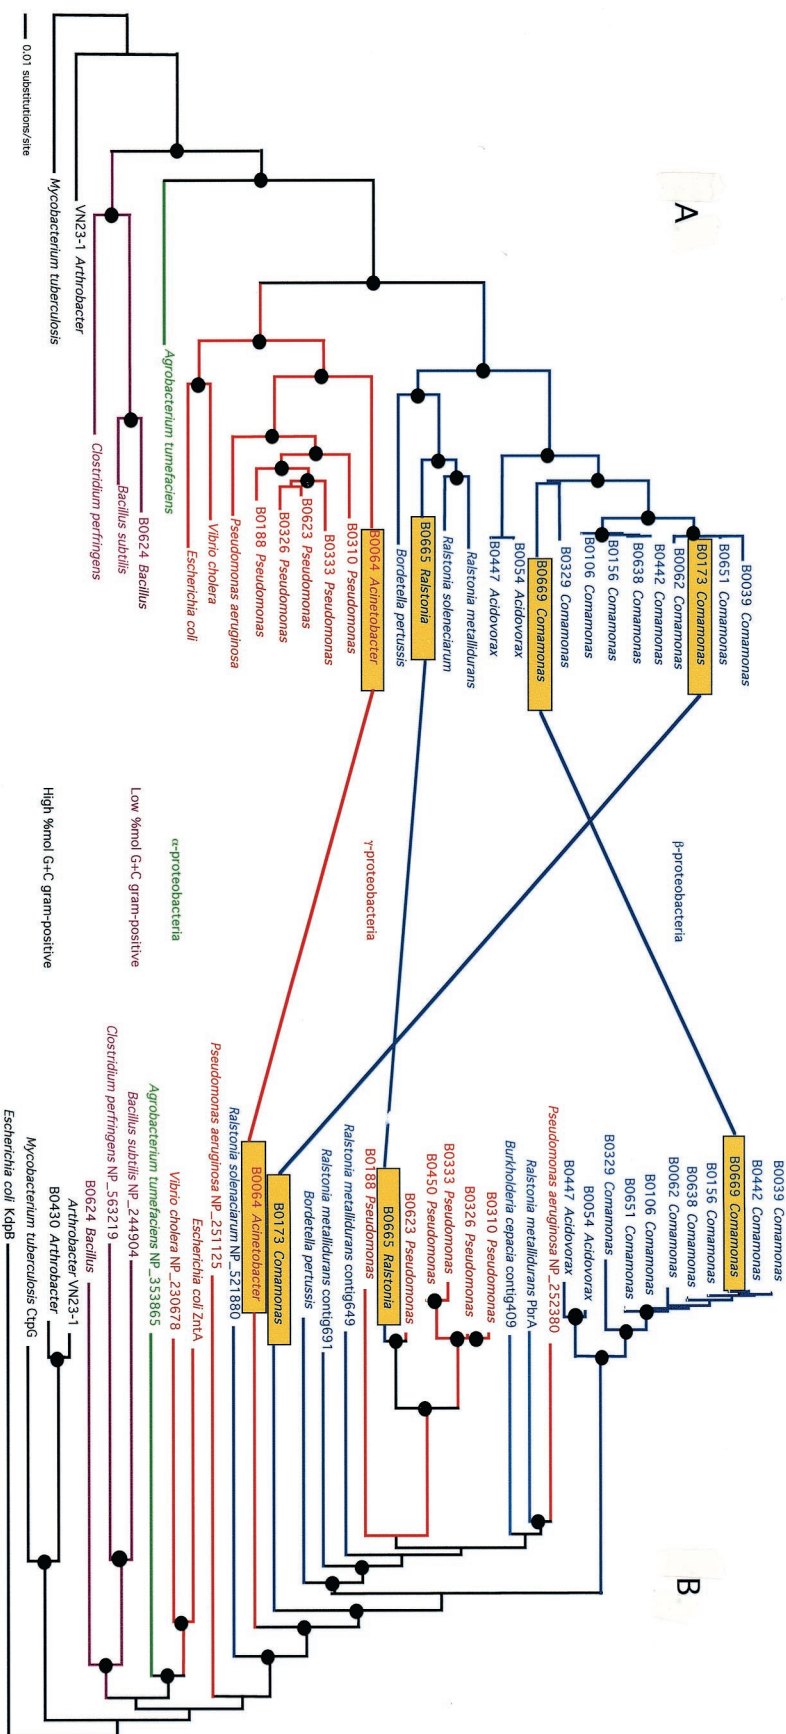 A
B0039 Comamonas
B0651 Comamonas
B0173 Comamonas
B0062 Comamonas
B0442 Comamonas
B0638 Comamonas
B0156 Comamonas
B0106 Comamonas
B0329 Comamonas
B0669 Comamonas
B0054 Acidovorax
B0447 Acidovorax
Ralstonia metallidurans
Ralstonia soleneciarum
B0665 Ralstonia
Bordetella pertussis
B0064 Acinetobacter
B0310 Pseudomonas
B0333 Pseudomonas
B0623 Pseudomonas
B0326 Pseudomonas
B0188 Pseudomonas
Pseudomonas aeruginosa
Vibrio cholera
Escherichia coli
Agrobacterium tumefaciens
B0624 Bacillus
Bacillus subtilis
Clostridium perfringens
VN23-1 Arthrobacter
Mycobacterium tuberculosis
0.01 substitutions/site
β-proteobacteria
γ-proteobacteria
α-proteobacteria
Low %mol G+C gram-positive
High %mol G+C gram-positive
B
B0039 Comamonas
B0442 Comamonas
B0669 Comamonas
B0156 Comamonas
B0638 Comamonas
B0062 Comamonas
B0106 Comamonas
B0651 Comamonas
B0329 Comamonas
B0054 Acidovorax
B0447 Acidovorax
Pseudomonas aeruginosa NP_252380
Ralstonia metallidurans PbrA
Burkholderia cepacia contig409
B0310 Pseudomonas
B0326 Pseudomonas
B0333 Pseudomonas
B0450 Pseudomonas
B0623 Pseudomonas
B0665 Ralstonia
B0188 Pseudomonas
Ralstonia metallidurans contig649
Ralstonia metallidurans contig691
Bordetella pertussis
B0173 Comamonas
B0064 Acinetobacter
Ralstonia solenaciarum NP_521880
Pseudomonas aeruginosa NP_251125
Escherichia coli ZntA
Vibrio cholera NP_230678
Agrobacterium tumefaciens NP_353865
Bacillus subtilis NP_244904
Clostridium perfringens NP_563219
B0624 Bacillus
Arthrobacter VN23-1
B0430 Arthrobacter
Mycobacterium tuberculosis CtpG
Escherichia coli KdpB